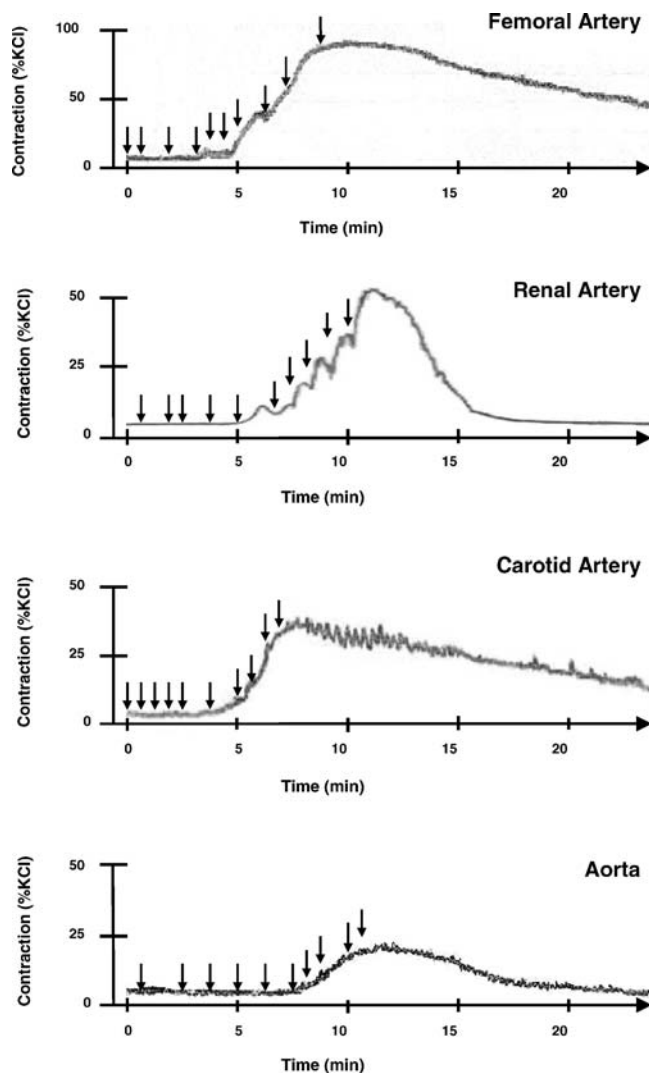 Femoral Artery
Contraction (%KCl)
100
50
0
0 5 10 15 20
Time (min)
Renal Artery
Contraction (%KCl)
50
25
0
0 5 10 15 20
Time (min)
Carotid Artery
Contraction (%KCl)
50
25
0
0 5 10 15 20
Time (min)
Aorta
Contraction (%KCl)
50
25
0
0 5 10 15 20
Time (min)